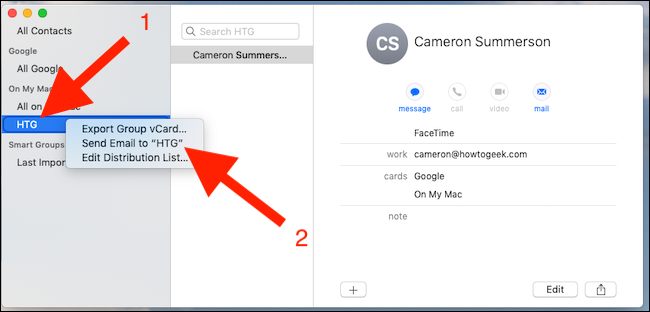 1
All Contacts
Google
All Google
On My Mac
All on
HTG
Smart Groups
Last Impor
Export Group vCard...
Send Email to “HTG”
Edit Distribution List...
2
Search HTG
Cameron Summers...
CS
Cameron Summerson
message
call
video
mail
FaceTime
work cameron@howtogeek.com
cards Google
On My Mac
note
+
Edit